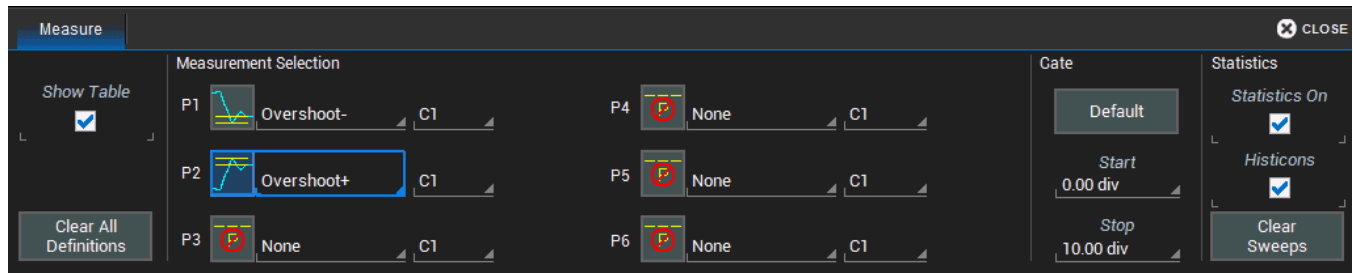 Measure
CLOSE
Show Table
Clear All
Definitions
Measurement Selection
P1 Overshoot- C1
P2 Overshoot+ C1
P3 P None C1
P4 P None C1
P5 P None C1
P6 P None C1
Gate
Default
Start
0.00 div
Stop
10.00 div
Statistics
Statistics On
Histicons
Clear
Sweeps